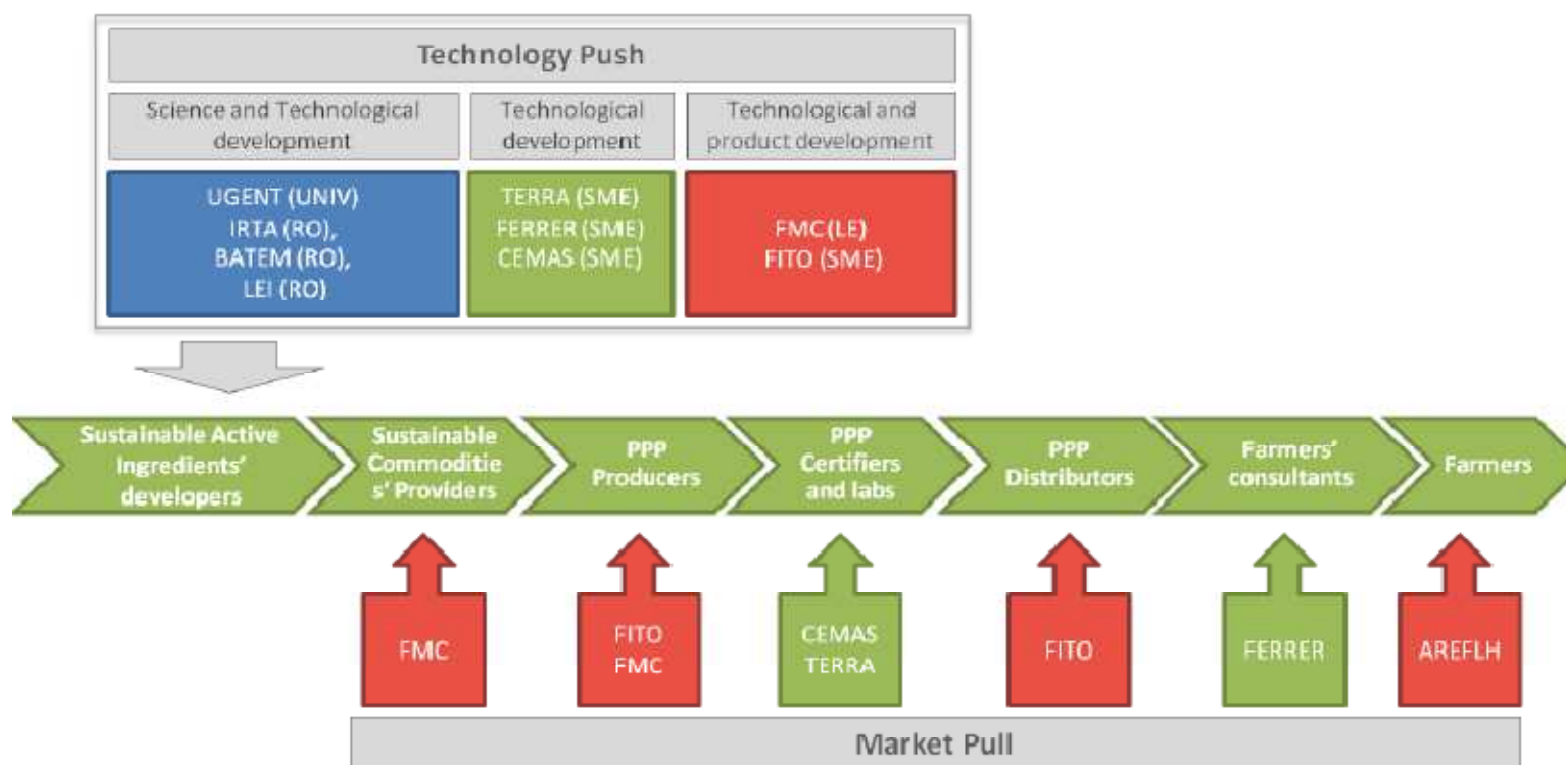 Technology Push
Science and Technological
development
Technological
development
Technological and
product development
UGENT (UNIV)
IRTA (RO),
BATEM (RO),
LEI (RO)
TERRA (SME)
FERRER (SME)
CEMAS (SME)
FMC(LE)
FITO (SME)
Sustainable Active
Ingredients'
developers
Sustainable
Commoditie
s' Providers
PPP
Producers
PPP
Certifiers
and labs
PPP
Distributors
Farmers'
consultants
Farmers
FMC
FITO
FMC
CEMAS
TERRA
FITO
FERRER
AREFLH
Market Pull